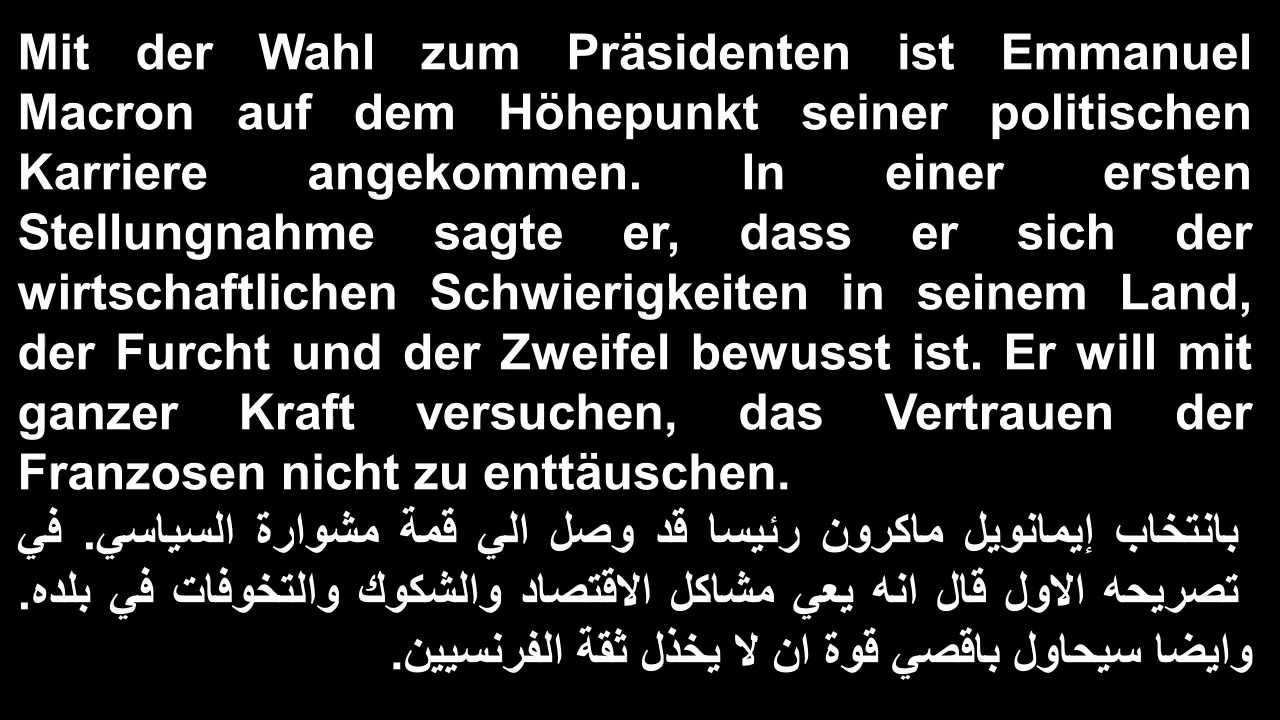 Mit der Wahl zum Präsidenten ist Emmanuel
Macron auf dem Höhepunkt seiner politischen
Karriere angekommen. In einer ersten
Stellungnahme sagte er, dass er sich der
wirtschaftlichen Schwierigkeiten in seinem Land,
der Furcht und der Zweifel bewusst ist. Er will mit
ganzer Kraft versuchen, das Vertrauen der
Franzosen nicht zu enttäuschen.
بانتخاب إيمانويل ماكرون رئيسا قد وصل الي قمة مشوارة السياسي. في
تصريحه الاول قال انه يعي مشاكل الاقتصاد والشكوك والتخوفات في بلده.
وايضا سيحاول باقصي قوة ان لا يخذل ثقة الفرنسيين.